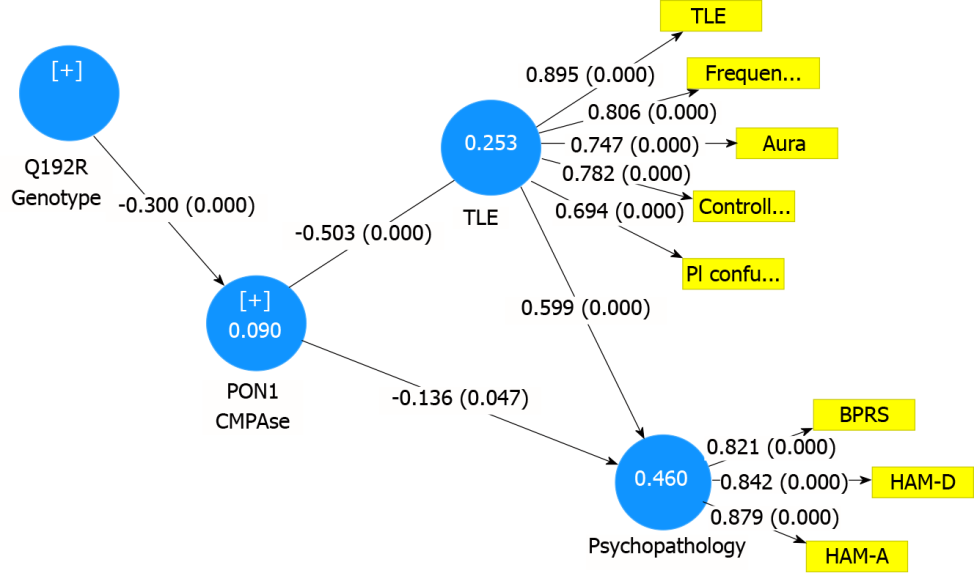 TLE
[+]
0.895 (0.000)
Frequen...
0.806 (0.000)
0.253
0.747 (0.000)
Aura
Q192R
Genotype
0.782 (0.000)
-0.300 (0.000)
TLE
0.694 (0.000)
Controll...
-0.503 (0.000)
Pl confu...
[+]
0.090
0.599 (0.000)
PON1
CMPAse
-0.136 (0.047)
BPRS
0.821 (0.000)
0.460
0.842 (0.000)
HAM-D
0.879 (0.000)
Psychopathology
HAM-A